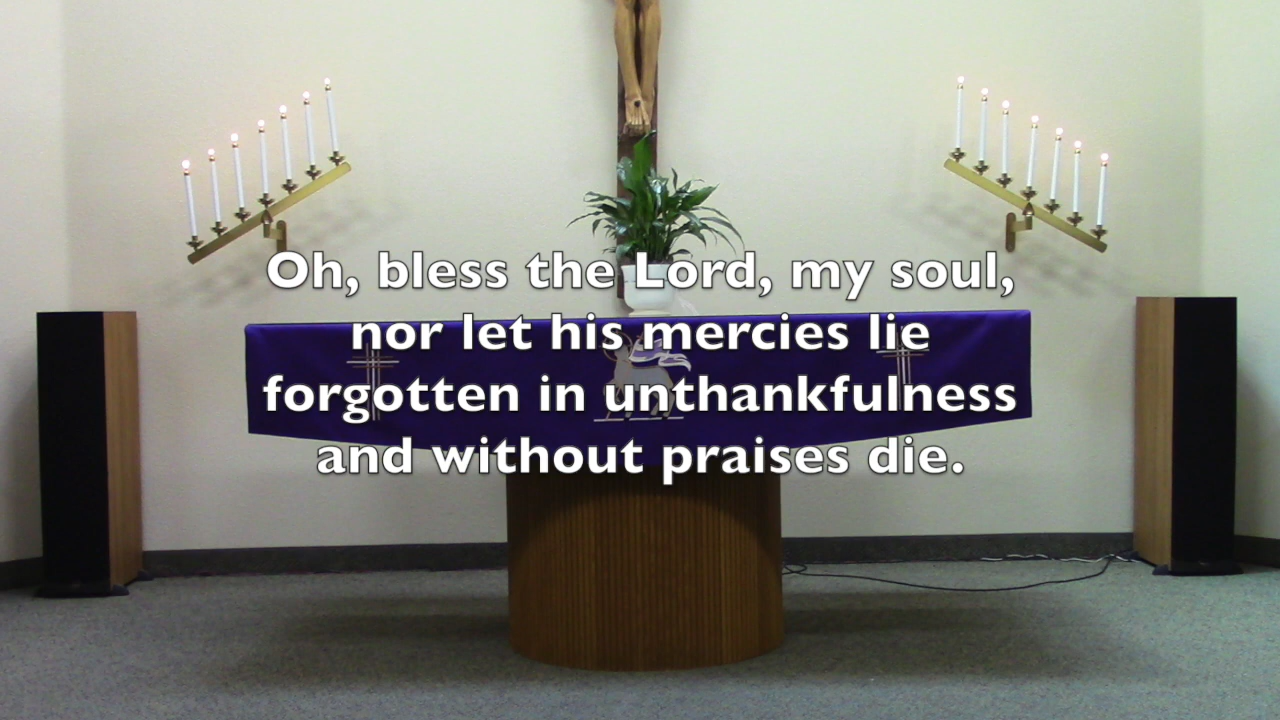 Oh, bless the Lord, my soul,
nor let his mercies lie
forgotten in unthankfulness
and without praises die.